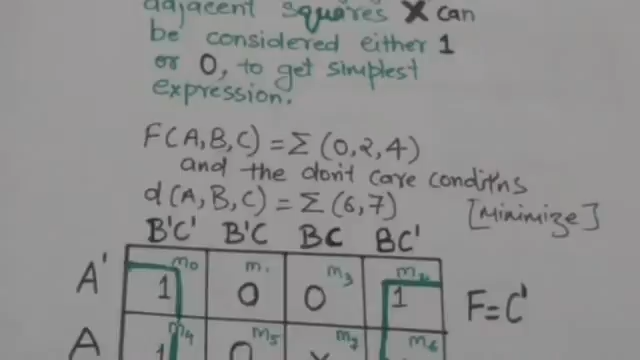 adjacent squares X can
be considered either 1
or 0, to get simplest
expression.
F(A,B,C) = Σ (0,2,4)
and the don't care conditns
d(A,B,C) = Σ (6,7) [Minimize]
B'C' B'C BC BC'
A' 1 m0 0 m1 0 m3 1 m2 F=C'
A 1 m4 0 m5 x m7 m6